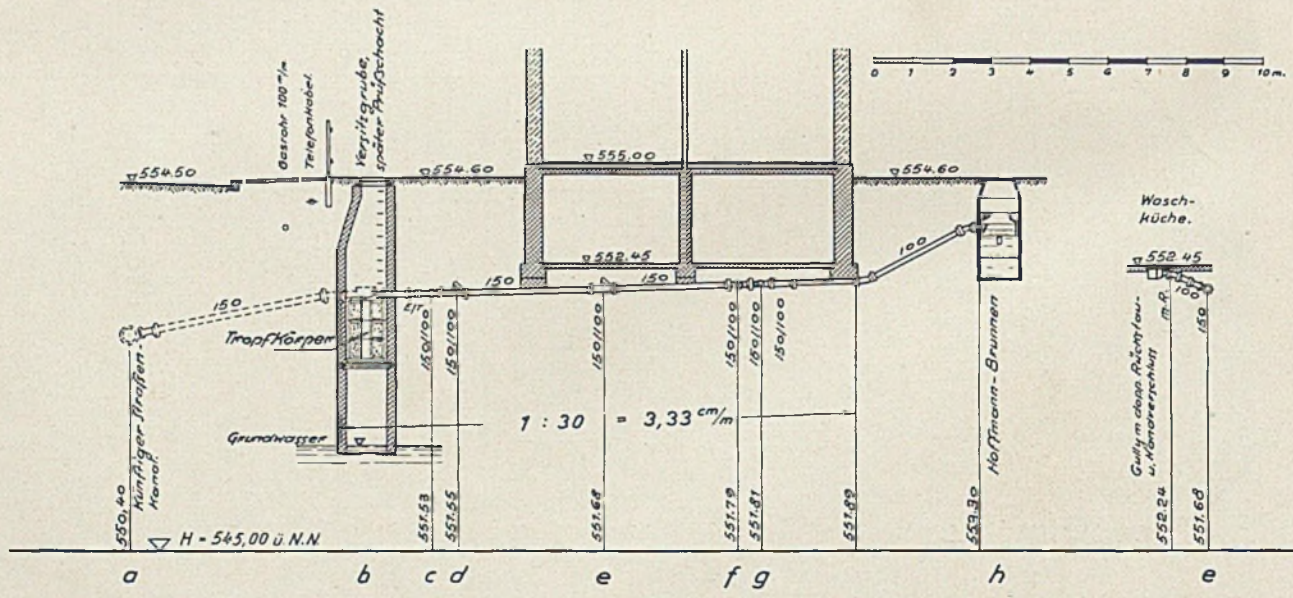 Gasrohr 100 m/m
Telefonkabel.
Versitzgrube,
später Prüfschacht
0 1 2 3 4 5 6 7 8 9 10 m.
554.50
554.60
555.00
554.60
Wasch-
küche.
552.45
552.45
150
E/T
150
150
100
100
150
Tropfkörper
150/100
150/100
150/100
150/100
150/100
150/100
1 : 30 = 3,33 cm/m
Grundwasser
Künftiger Straßen-
Kanal.
Hoffmann-Brunnen
Gully m. dopp. Rückstau-
u. Handverschluss
m. R.
550,40
551.53
551.55
551.68
551.79
551.81
551.89
553.30
552.24
551.68
H = 545,00 ü. N.N.
a b c d e f g h e